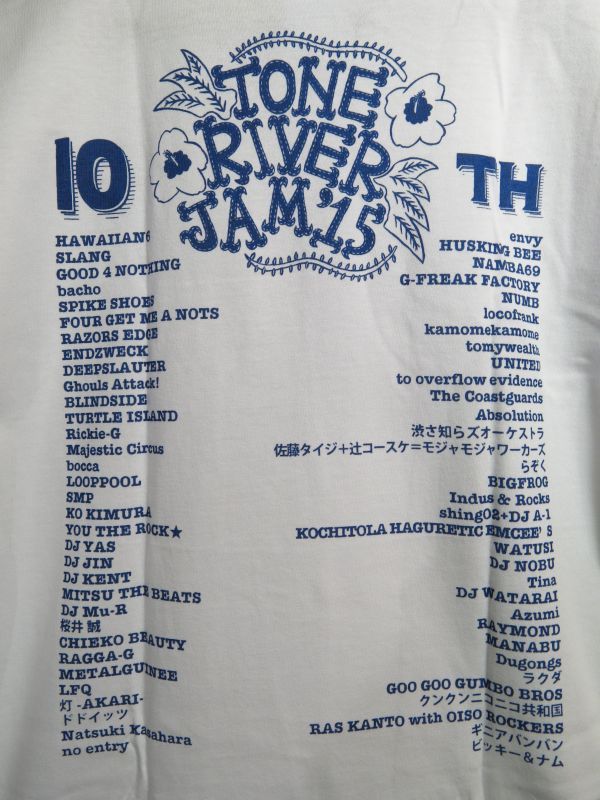 TONE
RIVER
JAM'15
10
TH
HAWAIIAN6
SLANG
GOOD 4 NOTHING
bacho
SPIKE SHOES
FOUR GET ME A NOTS
RAZORS EDGE
ENDZWECK
DEEPSLAUTER
Ghouls Attack!
BLINDSIDE
TURTLE ISLAND
Rickie-G
Majestic Circus
bocca
LOOPPOOL
SMP
KO KIMURA
YOU THE ROCK★
DJ YAS
DJ JIN
DJ KENT
MITSU THE BEATS
DJ Mu-R
桜井 誠
CHIEKO BEAUTY
RAGGA-G
METALGUINEE
LFQ
灯 -AKARI-
ドドイッツ
Natsuki Kasahara
no entry
envy
HUSKING BEE
NAMBA69
G-FREAK FACTORY
NUMB
locofrank
kamomekamome
tomywealth
UNITED
to overflow evidence
The Coastguards
Absolution
渋さ知らズオーケストラ
佐藤タイジ+辻コースケ=モジャモジャワーカーズ
らぞく
BIGFROG
Indus & Rocks
shing02+DJ A-1
KOCHITOLA HAGURETIC EMCEE' S
WATUSI
DJ NOBU
Tina
DJ WATARAI
Azumi
RAYMOND
MANABU
Dugongs
ラクダ
GOO GOO GUMBO BROS
クンクンニコニコ共和国
RAS KANTO with OISO ROCKERS
ギニアバンバン
ビッキー&ナム